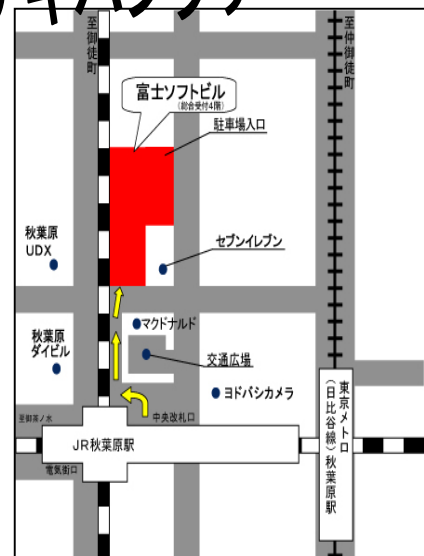 至御徒町
至仲御徒町
富士ソフトビル
(総合受付4階)
駐車場入口
秋葉原
UDX
セブンイレブン
マクドナルド
秋葉原
ダイビル
交通広場
ヨドバシカメラ
至御茶ノ水
中央改札口
JR秋葉原駅
電気街口
東京メトロ
(日比谷線)秋葉原駅